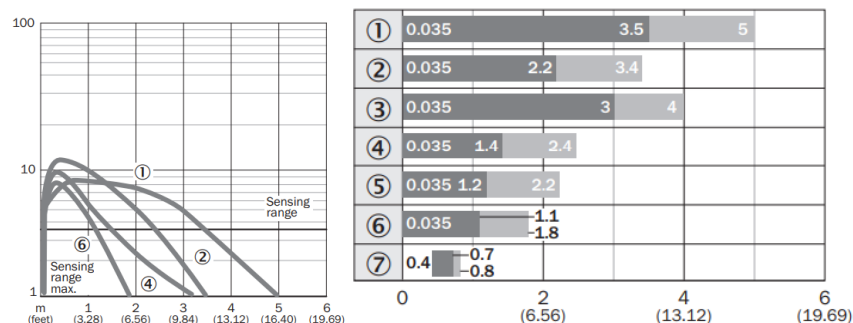 100
10
1
①
②
④
⑥
Sensing
range
Sensing
range
max.
m 1 2 3 4 5 6
(feet) (3.28) (6.56) (9.84) (13.12) (16.40) (19.69)
① 0.035 3.5 5
② 0.035 2.2 3.4
③ 0.035 3 4
④ 0.035 1.4 2.4
⑤ 0.035 1.2 2.2
⑥ 0.035 1.1
1.8
⑦ 0.4 0.7
0.8
0 2 4 6
(6.56) (13.12) (19.69)